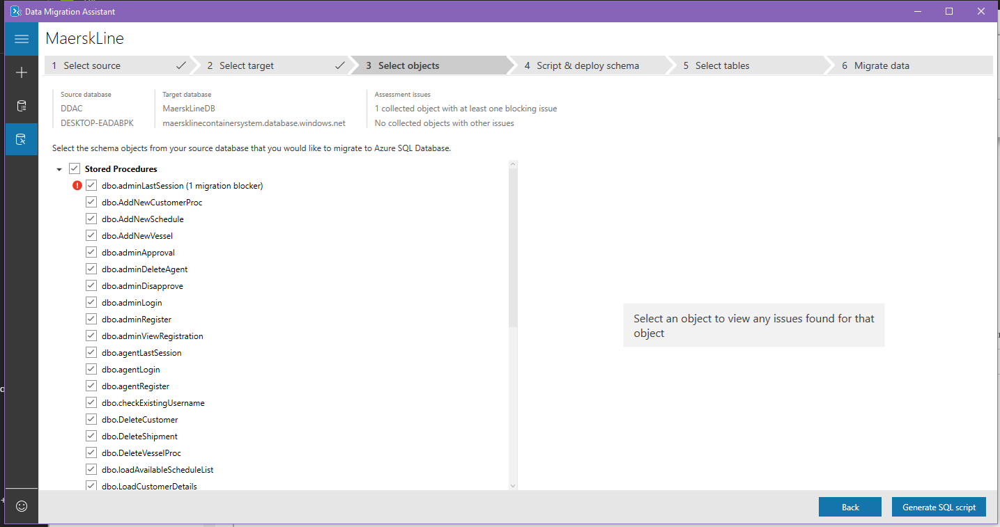 Data Migration Assistant
MaerskLine
1 Select source
2 Select target
3 Select objects
4 Script & deploy schema
5 Select tables
6 Migrate data
Source database
DDAC
DESKTOP-EADABPK
Target database
MaerskLineDB
maersklinecontainersystem.database.windows.net
Assessment issues
1 collected object with at least one blocking issue
No collected objects with other issues
Select the schema objects from your source database that you would like to migrate to Azure SQL Database.
Stored Procedures
dbo.adminLastSession (1 migration blocker)
dbo.AddNewCustomerProc
dbo.AddNewSchedule
dbo.AddNewVessel
dbo.adminApproval
dbo.adminDeleteAgent
dbo.adminDisapprove
dbo.adminLogin
dbo.adminRegister
dbo.adminViewRegistration
dbo.agentLastSession
dbo.agentLogin
dbo.agentRegister
dbo.checkExistingUsername
dbo.DeleteCustomer
dbo.DeleteShipment
dbo.DeleteVesselProc
dbo.loadAvailableScheduleList
dbo.LoadCustomerDetails
Select an object to view any issues found for that
object
Back
Generate SQL script